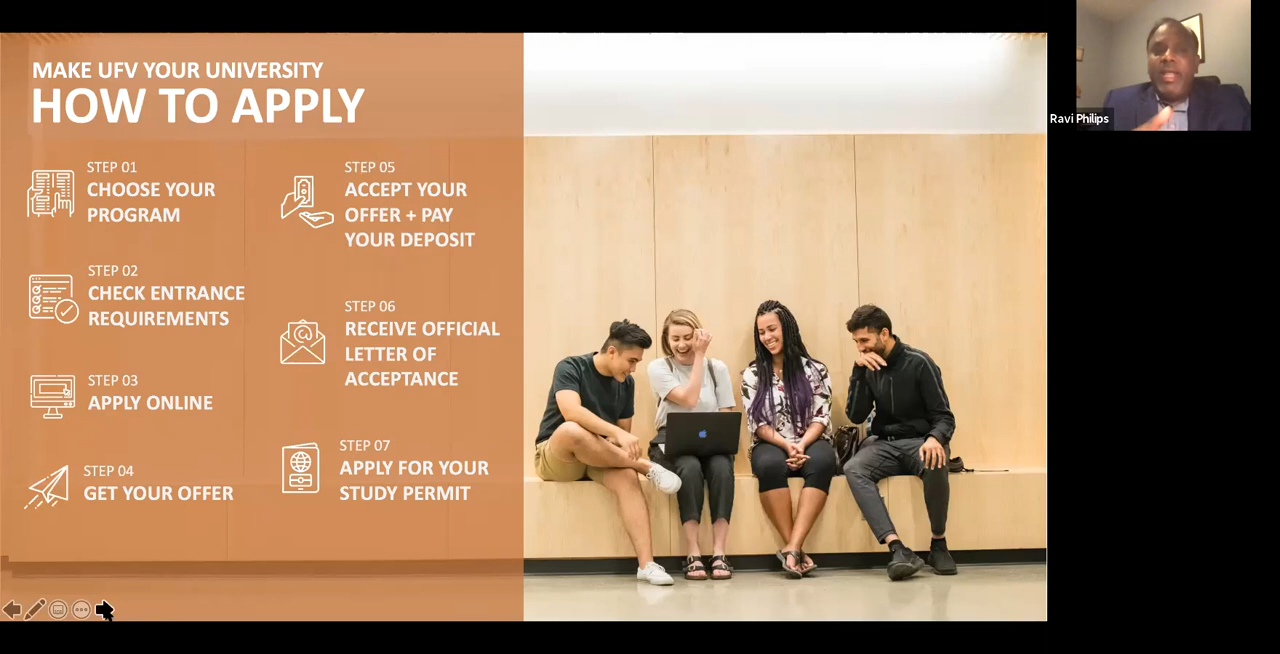 MAKE UFV YOUR UNIVERSITY
HOW TO APPLY
STEP 01
CHOOSE YOUR
PROGRAM
STEP 02
CHECK ENTRANCE
REQUIREMENTS
STEP 03
APPLY ONLINE
STEP 04
GET YOUR OFFER
STEP 05
ACCEPT YOUR
OFFER + PAY
YOUR DEPOSIT
STEP 06
RECEIVE OFFICIAL
LETTER OF
ACCEPTANCE
STEP 07
APPLY FOR YOUR
STUDY PERMIT
Ravi Philips